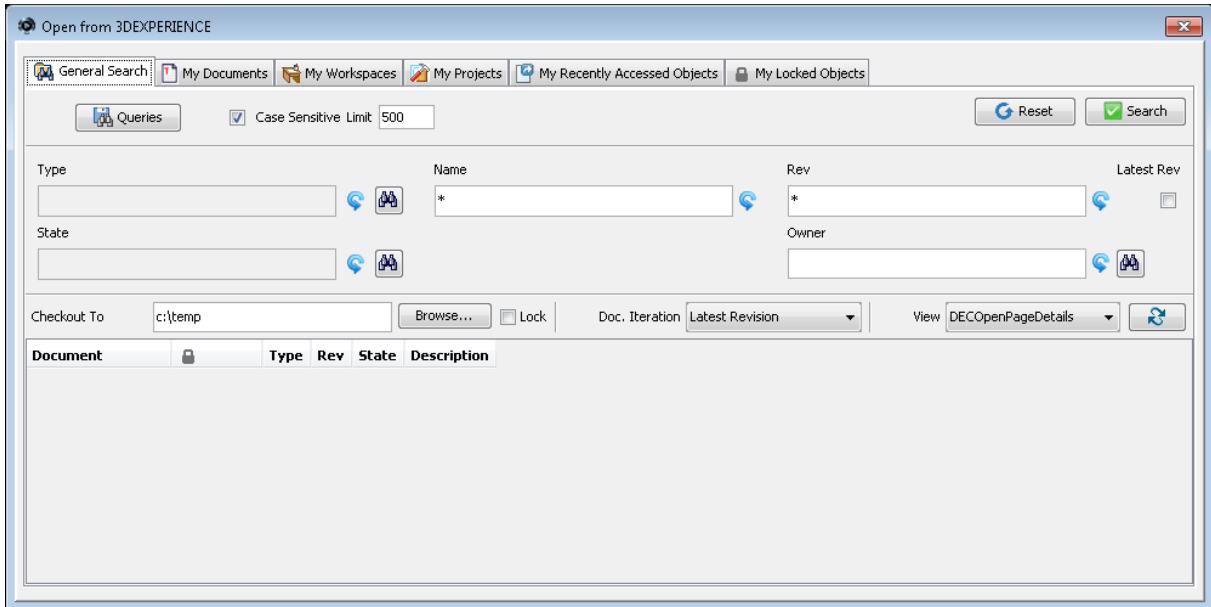 Open from 3DEXPERIENCE
General Search My Documents My Workspaces My Projects My Recently Accessed Objects My Locked Objects
Queries Case Sensitive Limit 500 Reset Search
Type Name Rev Latest Rev
* *
State Owner
Checkout To c:\temp Browse... Lock Doc. Iteration Latest Revision View DECOpenPageDetails
Document Type Rev State Description